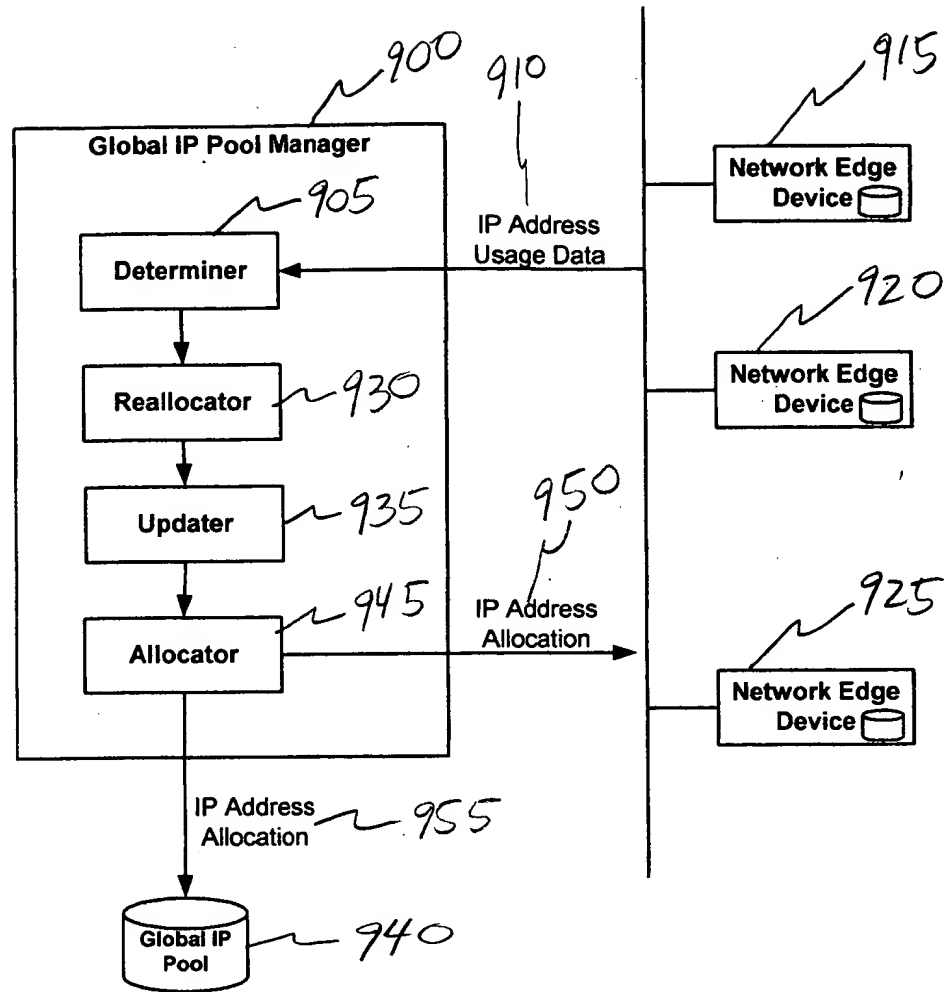 900
910
915
Global IP Pool Manager
905
Determiner
IP Address
Usage Data
Network Edge
Device
920
Network Edge
Device
Reallocator
930
Updater
935
950
Allocator
945
IP Address
Allocation
925
Network Edge
Device
IP Address
Allocation
955
Global IP
Pool
940